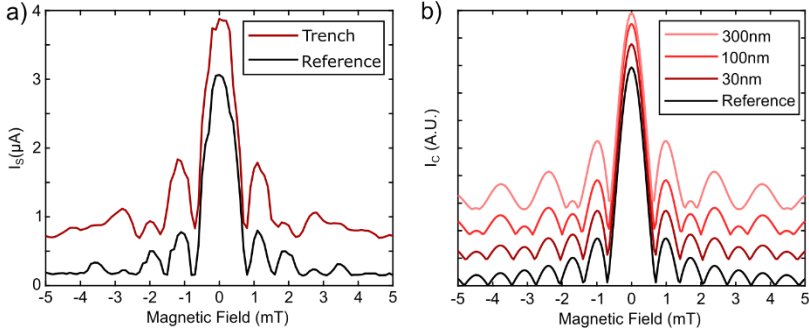 a)
Trench
Reference
I_S(μA)
4
3
2
1
0
-5 -4 -3 -2 -1 0 1 2 3 4 5
Magnetic Field (mT)
b)
300nm
100nm
30nm
Reference
I_C (A.U.)
-5 -4 -3 -2 -1 0 1 2 3 4 5
Magnetic Field (mT)